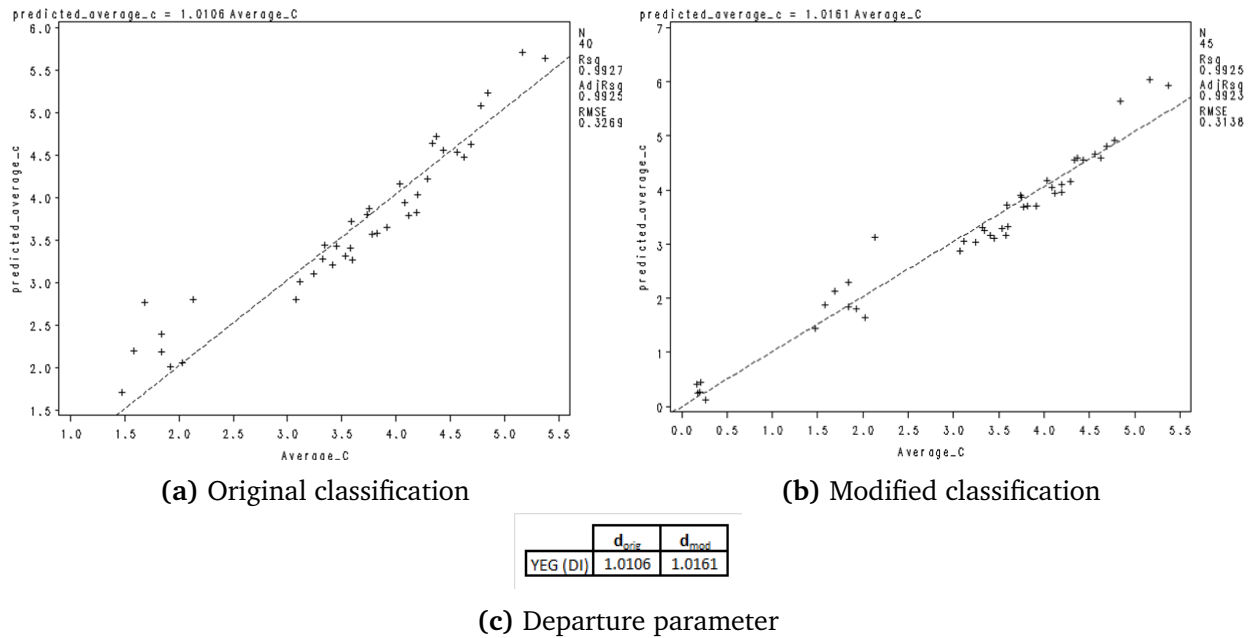 predicted_average_c = 1.0106 Average_C
N
40
Rsq
0.9927
AdjRsq
0.9925
RMSE
0.3269
6.0
5.5
5.0
4.5
4.0
3.5
3.0
2.5
2.0
1.5
predicted_average_c
1.0 1.5 2.0 2.5 3.0 3.5 4.0 4.5 5.0 5.5
Average_C
(a) Original classification
predicted_average_c = 1.0161 Average_C
N
45
Rsq
0.9925
AdjRsq
0.9923
RMSE
0.3138
7
6
5
4
3
2
1
0
predicted_average_c
0.0 0.5 1.0 1.5 2.0 2.5 3.0 3.5 4.0 4.5 5.0 5.5
Average_C
(b) Modified classification
d_orig d_mod
YEG (DI) 1.0106 1.0161
(c) Departure parameter